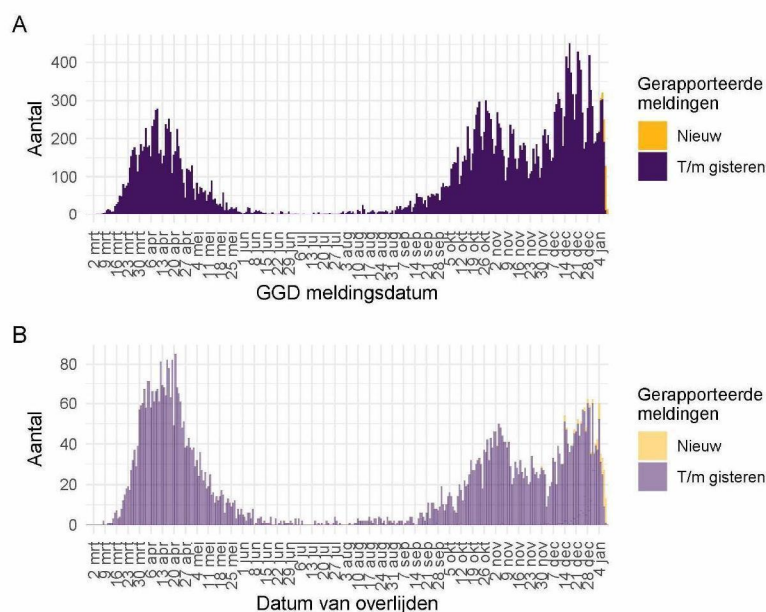 A
Aantal
400
300
200
100
0
2 mrt
9 mrt
16 mrt
23 mrt
30 mrt
6 apr
13 apr
20 apr
27 apr
4 mei
11 mei
18 mei
25 mei
1 jun
8 jun
15 jun
22 jun
29 jun
6 jul
13 jul
20 jul
27 jul
3 aug
10 aug
17 aug
24 aug
31 aug
7 sep
14 sep
21 sep
28 sep
5 okt
12 okt
19 okt
26 okt
2 nov
9 nov
16 nov
23 nov
30 nov
7 dec
14 dec
21 dec
28 dec
4 jan
GGD meldingsdatum
Gerapporteerde
meldingen
Nieuw
T/m gisteren
B
Aantal
80
60
40
20
0
2 mrt
9 mrt
16 mrt
23 mrt
30 mrt
6 apr
13 apr
20 apr
27 apr
4 mei
11 mei
18 mei
25 mei
1 jun
8 jun
15 jun
22 jun
29 jun
6 jul
13 jul
20 jul
27 jul
3 aug
10 aug
17 aug
24 aug
31 aug
7 sep
14 sep
21 sep
28 sep
5 okt
12 okt
19 okt
26 okt
2 nov
9 nov
16 nov
23 nov
30 nov
7 dec
14 dec
21 dec
28 dec
4 jan
Datum van overlijden
Gerapporteerde
meldingen
Nieuw
T/m gisteren